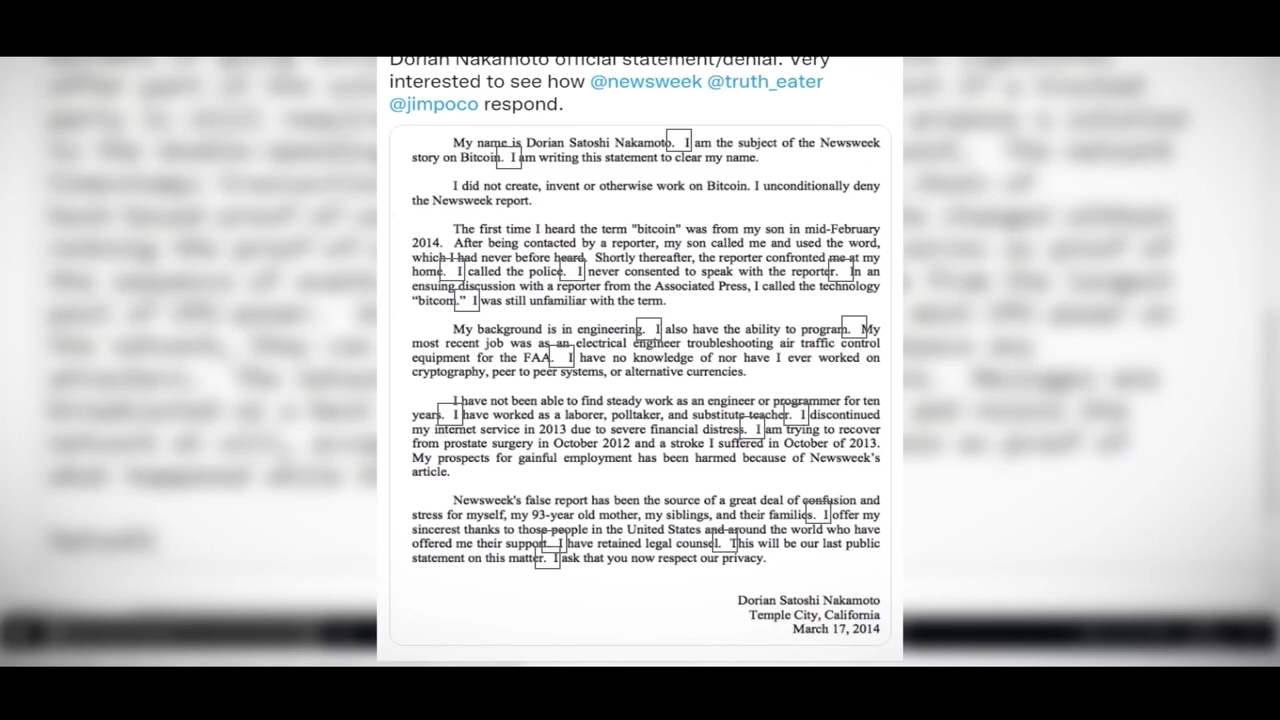 Dorian Nakamoto official statement/denial. Very
interested to see how @newsweek @truth_eater
@jimpoco respond.
My name is Dorian Satoshi Nakamoto.  I am the subject of the Newsweek
story on Bitcoin.  I am writing this statement to clear my name.
I did not create, invent or otherwise work on Bitcoin. I unconditionally deny
the Newsweek report.
The first time I heard the term "bitcoin" was from my son in mid-February
2014.  After being contacted by a reporter, my son called me and used the word,
which I had never before heard.  Shortly thereafter, the reporter confronted me at my
home.  I called the police.  I never consented to speak with the reporter.  In an
ensuing discussion with a reporter from the Associated Press, I called the technology
“bitcom.”  I was still unfamiliar with the term.
My background is in engineering.  I also have the ability to program.  My
most recent job was as an electrical engineer troubleshooting air traffic control
equipment for the FAA.  I have no knowledge of nor have I ever worked on
cryptography, peer to peer systems, or alternative currencies.
I have not been able to find steady work as an engineer or programmer for ten
years.  I have worked as a laborer, polltaker, and substitute teacher.  I discontinued
my internet service in 2013 due to severe financial distress.  I am trying to recover
from prostate surgery in October 2012 and a stroke I suffered in October of 2013.
My prospects for gainful employment has been harmed because of Newsweek’s
article.
Newsweek's false report has been the source of a great deal of confusion and
stress for myself, my 93-year old mother, my siblings, and their families.  I offer my
sincerest thanks to those people in the United States and around the world who have
offered me their support.  I have retained legal counsel.  This will be our last public
statement on this matter.  I ask that you now respect our privacy.
Dorian Satoshi Nakamoto
Temple City, California
March 17, 2014